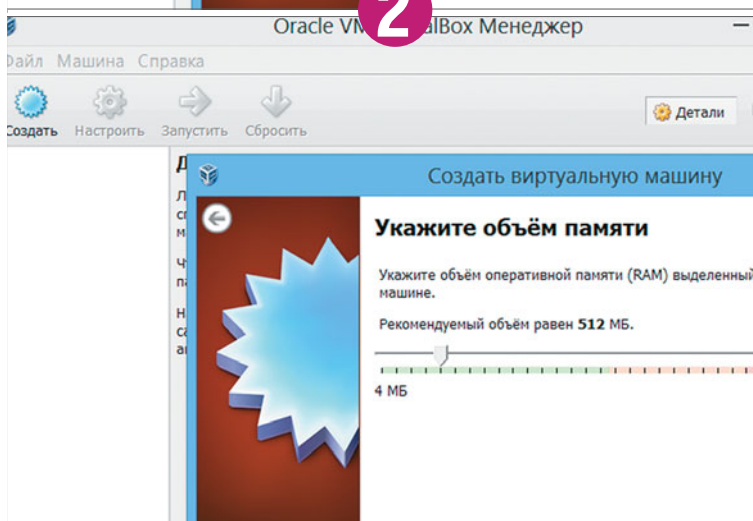 2
Oracle VM alBox Менеджер
Файл Машина Справка
Создать Настроить Запустить Сбросить
Детали
Создать виртуальную машину
Укажите объём памяти
Укажите объём оперативной памяти (RAM) выделенный
машине.
Рекомендуемый объём равен 512 МБ.
4 МБ